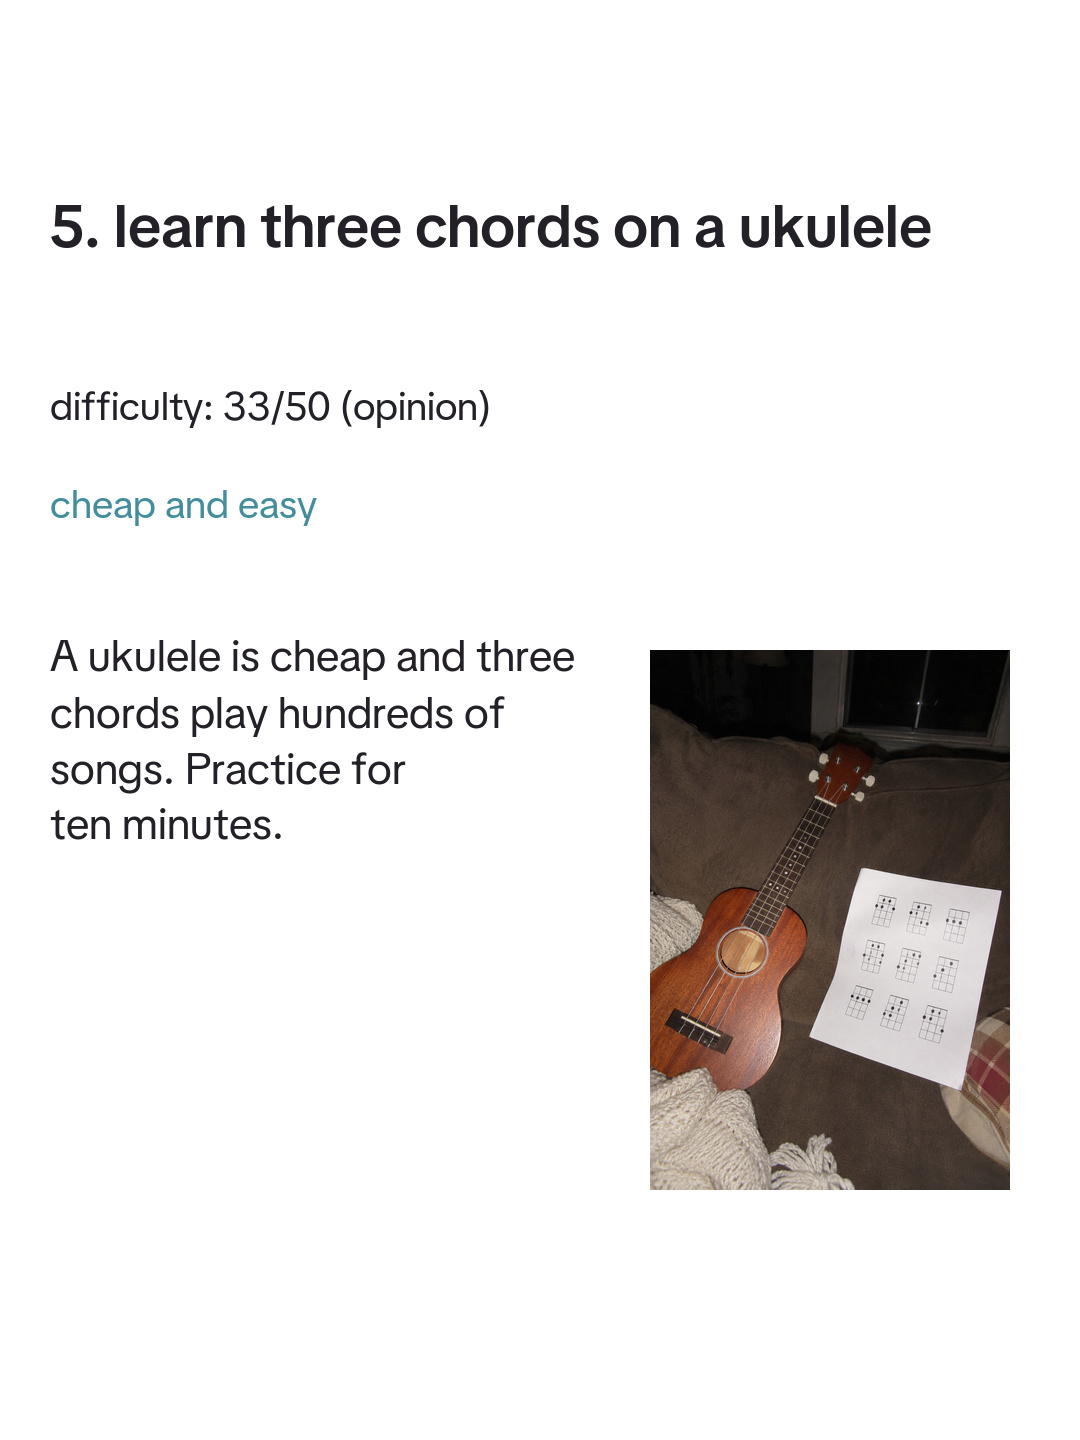 5. learn three chords on a ukulele
difficulty: 33/50 (opinion)
cheap and easy
A ukulele is cheap and three
chords play hundreds of
songs. Practice for
ten minutes.